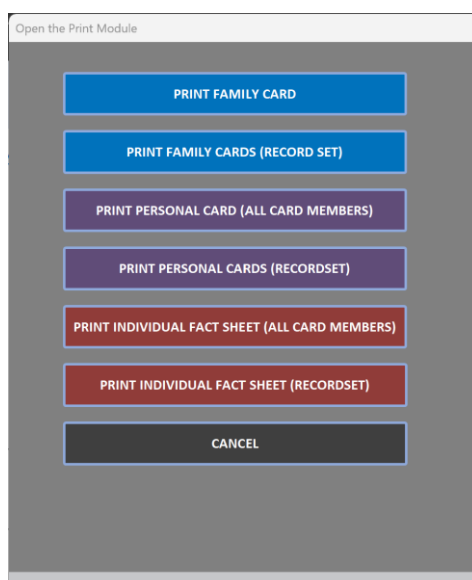 Open the Print Module
PRINT FAMILY CARD
PRINT FAMILY CARDS (RECORD SET)
PRINT PERSONAL CARD (ALL CARD MEMBERS)
PRINT PERSONAL CARDS (RECORDSET)
PRINT INDIVIDUAL FACT SHEET (ALL CARD MEMBERS)
PRINT INDIVIDUAL FACT SHEET (RECORDSET)
CANCEL